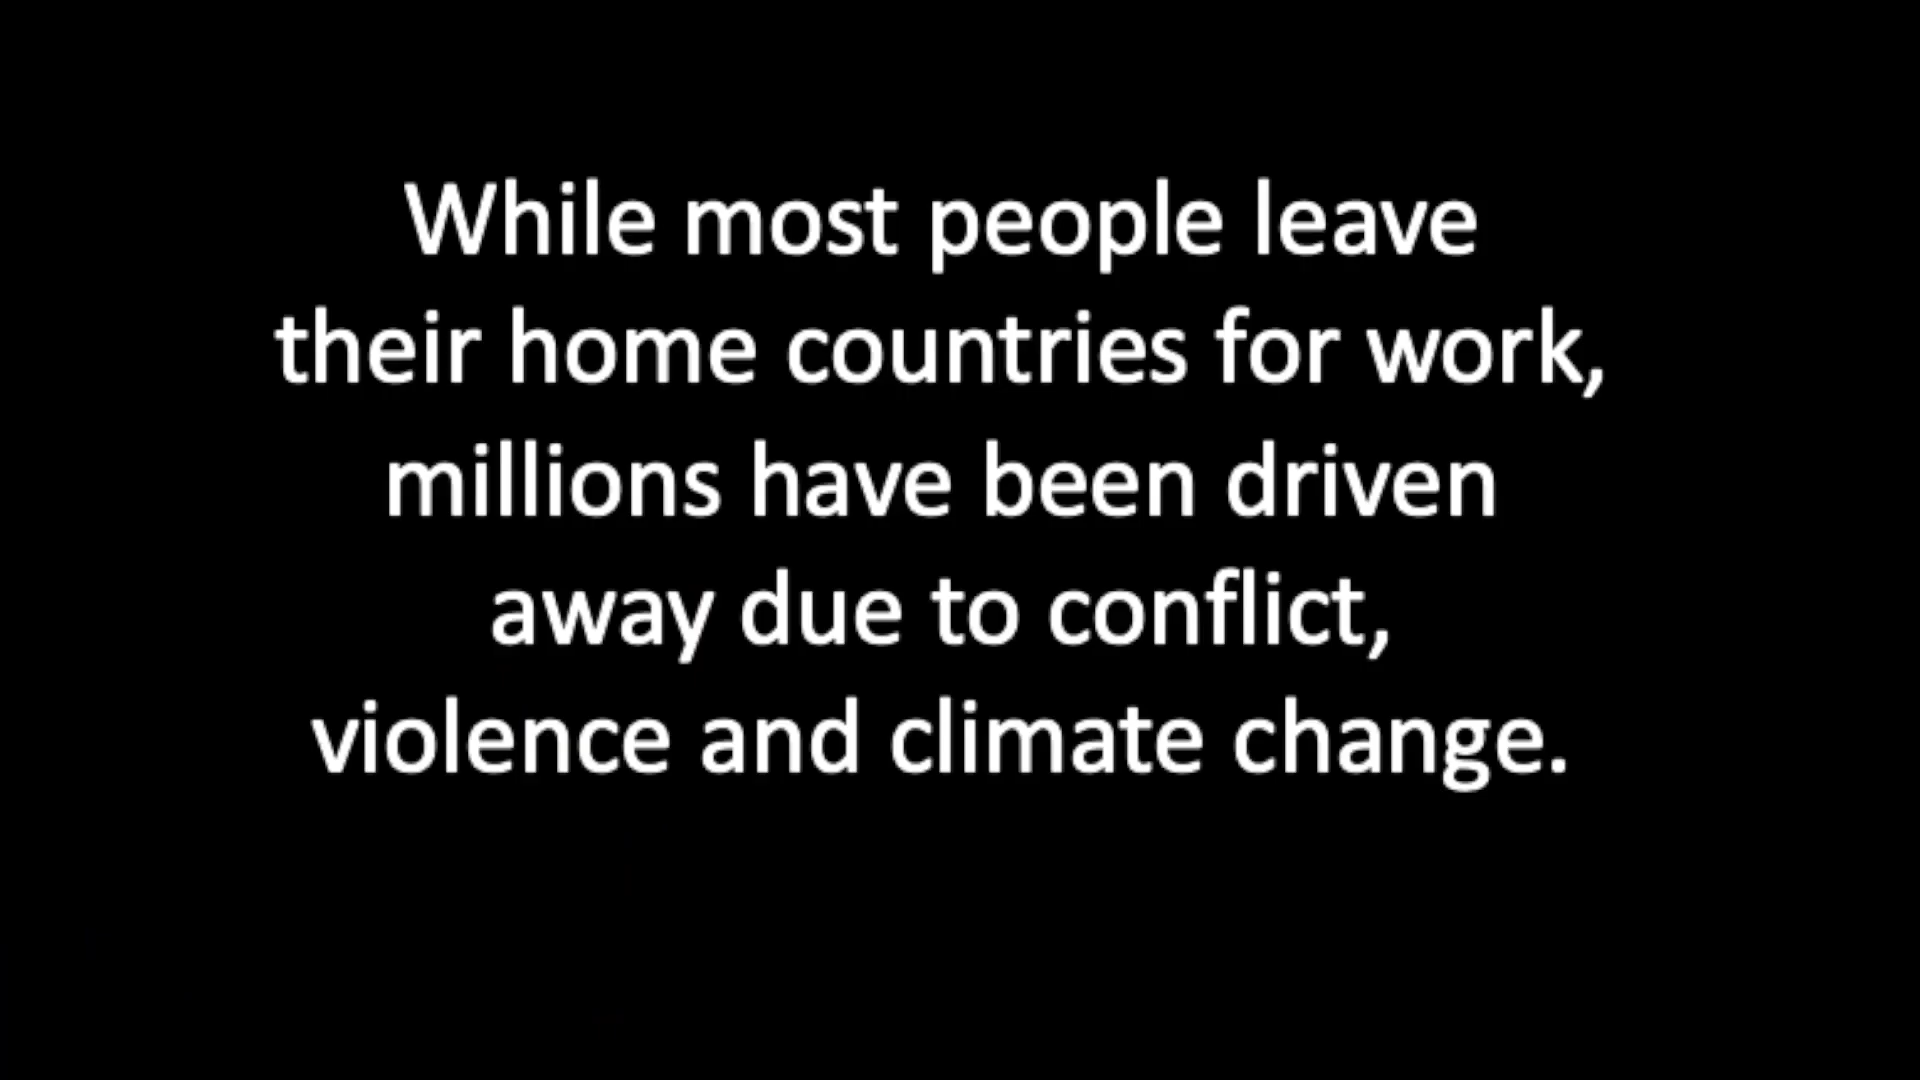 While most people leave
their home countries for work,
millions have been driven
away due to conflict,
violence and climate change.